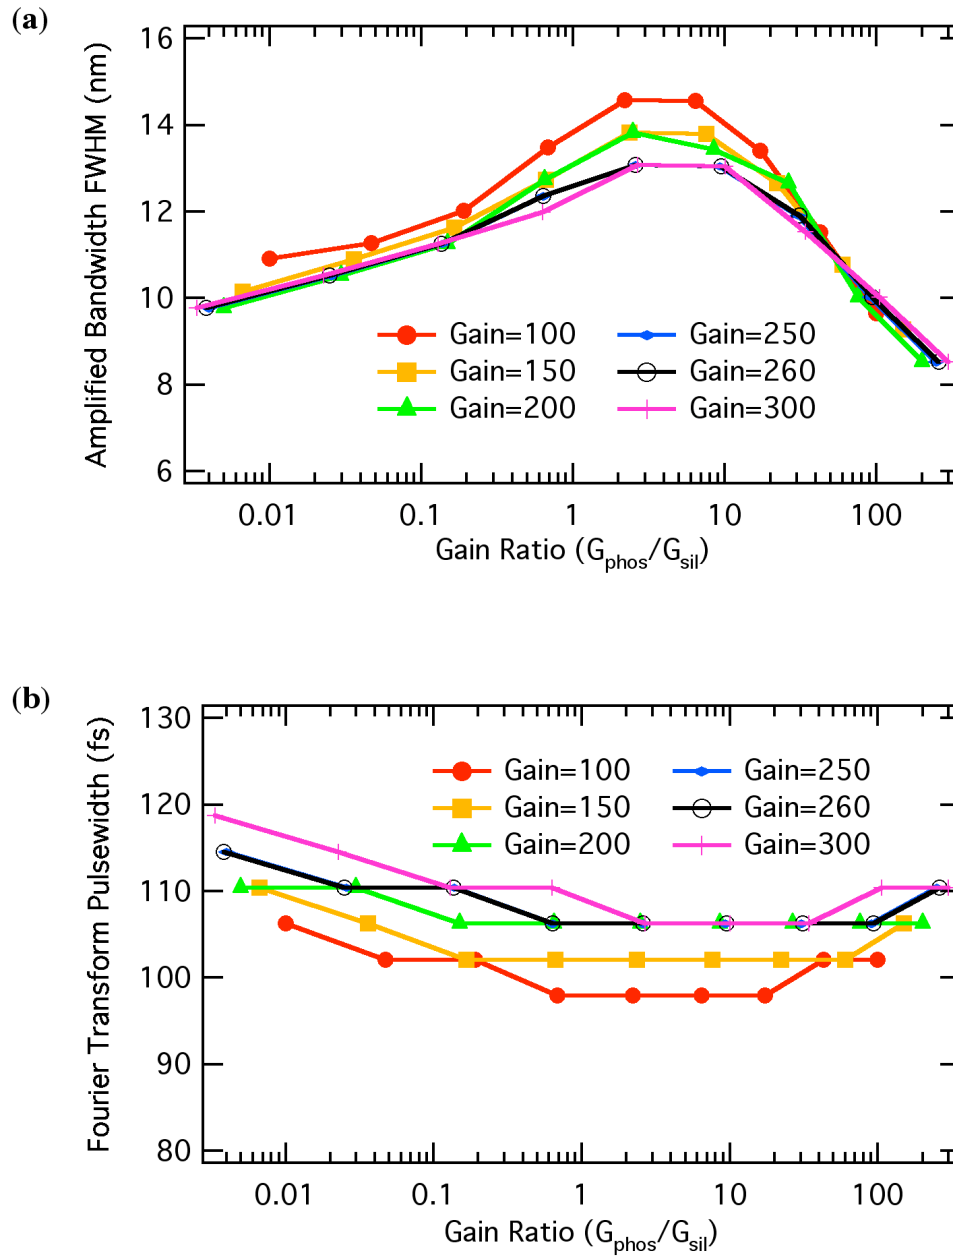 (a)
Amplified Bandwidth FWHM (nm)
16
14
12
10
8
6
Gain=100
Gain=250
Gain=150
Gain=260
Gain=200
Gain=300
0.01
0.1
1
10
100
Gain Ratio (Gphos/Gsil)
(b)
Fourier Transform Pulsewidth (fs)
130
120
110
100
90
80
Gain=100
Gain=250
Gain=150
Gain=260
Gain=200
Gain=300
0.01
0.1
1
10
100
Gain Ratio (Gphos/Gsil)